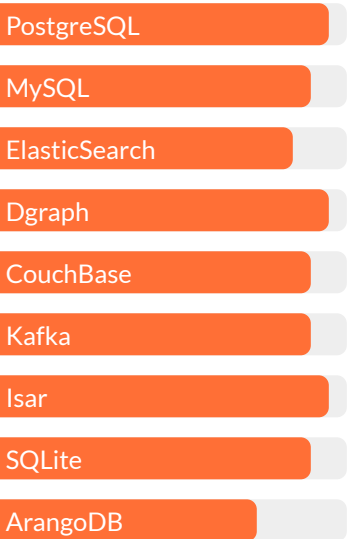 PostgreSQL
MySQL
ElasticSearch
Dgraph
CouchBase
Kafka
Isar
SQLite
ArangoDB